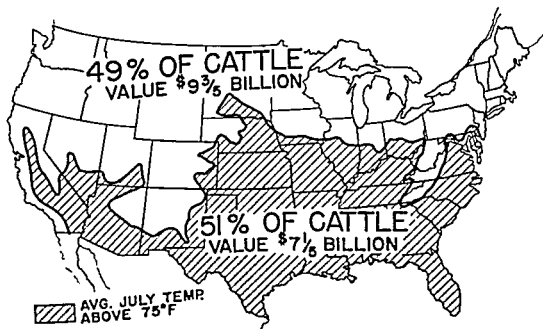 49% OF CATTLE
VALUE $9 3/5 BILLION
51% OF CATTLE
VALUE $7 1/5 BILLION
AVG. JULY TEMP.
ABOVE 75°F